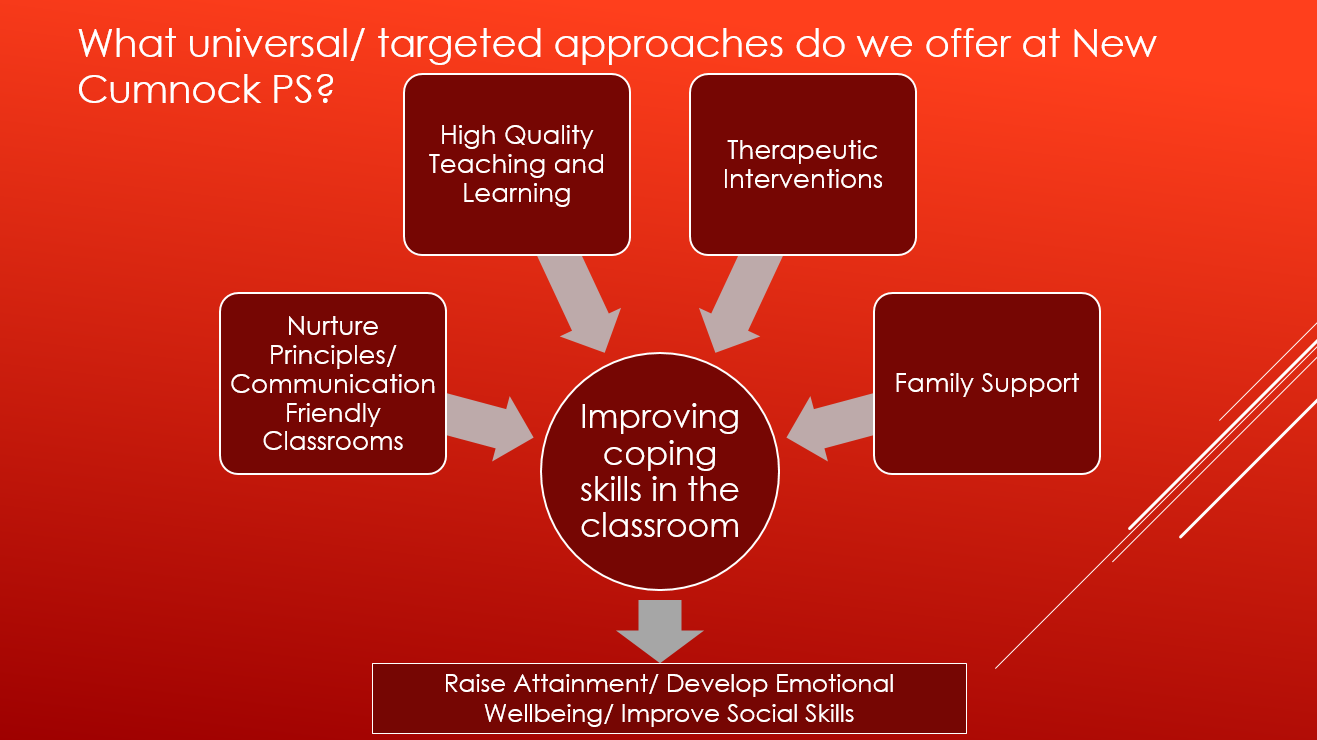 What universal/ targeted approaches do we offer at New
Cumnock PS?
High Quality
Teaching and
Learning
Therapeutic
Interventions
Nurture
Principles/
Communication
Friendly
Classrooms
Family Support
Improving
coping
skills in the
classroom
Raise Attainment/ Develop Emotional
Wellbeing/ Improve Social Skills